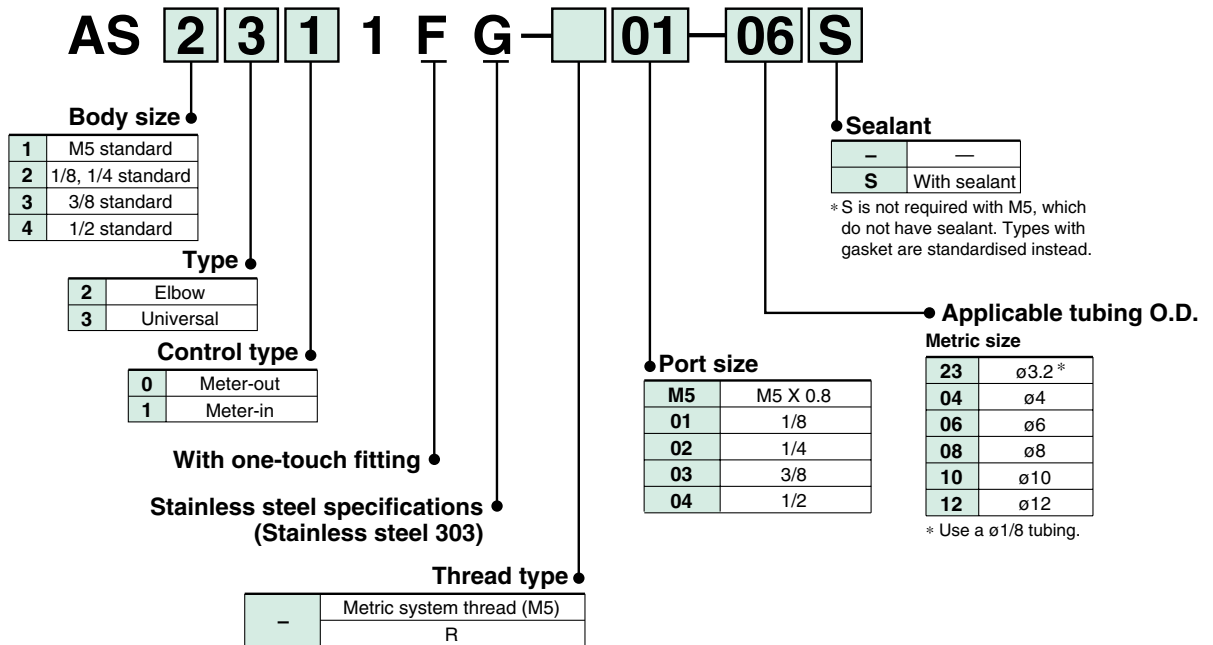 AS 2 3 1 1 F G – 01 – 06 S
Body size
1 M5 standard
2 1/8, 1/4 standard
3 3/8 standard
4 1/2 standard
Type
2 Elbow
3 Universal
Control type
0 Meter-out
1 Meter-in
With one-touch fitting
Stainless steel specifications
(Stainless steel 303)
Thread type
– Metric system thread (M5)
R
Port size
M5 M5 X 0.8
01 1/8
02 1/4
03 3/8
04 1/2
Applicable tubing O.D.
Metric size
23 ø3.2*
04 ø4
06 ø6
08 ø8
10 ø10
12 ø12
* Use a ø1/8 tubing.
Sealant
– —
S With sealant
* S is not required with M5, which
do not have sealant. Types with
gasket are standardised instead.